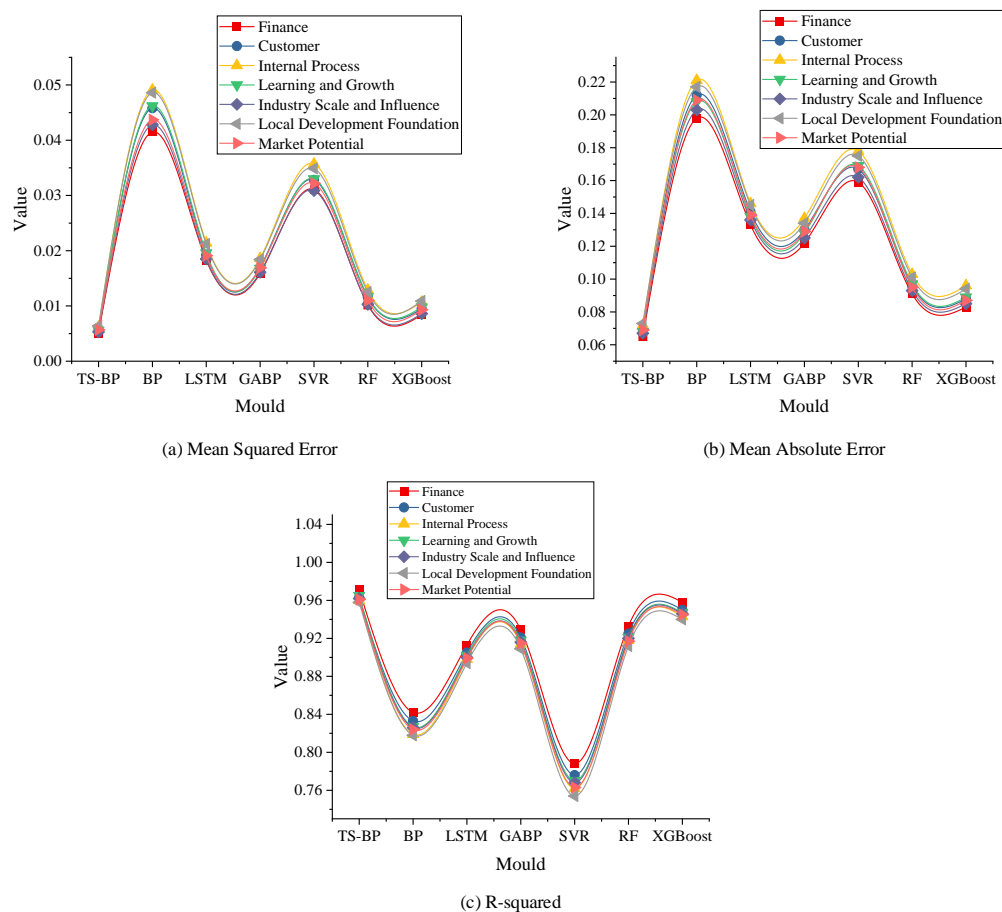 Finance
Customer
Internal Process
Learning and Growth
Industry Scale and Influence
Local Development Foundation
Market Potential
0.05
0.04
0.03
0.02
0.01
0.00
Value
TS-BP BP LSTM GABP SVR RF XGBoost
Mould
(a) Mean Squared Error
Finance
Customer
Internal Process
Learning and Growth
Industry Scale and Influence
Local Development Foundation
Market Potential
0.22
0.20
0.18
0.16
0.14
0.12
0.10
0.08
0.06
Value
TS-BP BP LSTM GABP SVR RF XGBoost
Mould
(b) Mean Absolute Error
Finance
Customer
Internal Process
Learning and Growth
Industry Scale and Influence
Local Development Foundation
Market Potential
1.04
1.00
0.96
0.92
0.88
0.84
0.80
0.76
Value
TS-BP BP LSTM GABP SVR RF XGBoost
Mould
(c) R-squared